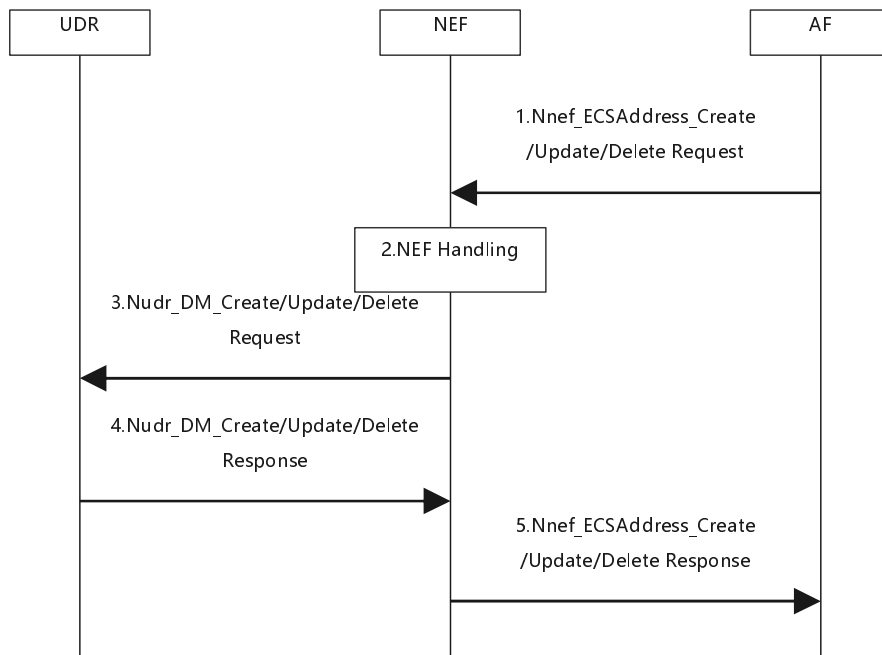 UDR
NEF
AF
1.Nnef_ECSAddress_Create
/Update/Delete Request
2.NEF Handling
3.Nudr_DM_Create/Update/Delete
Request
4.Nudr_DM_Create/Update/Delete
Response
5.Nnef_ECSAddress_Create
/Update/Delete Response